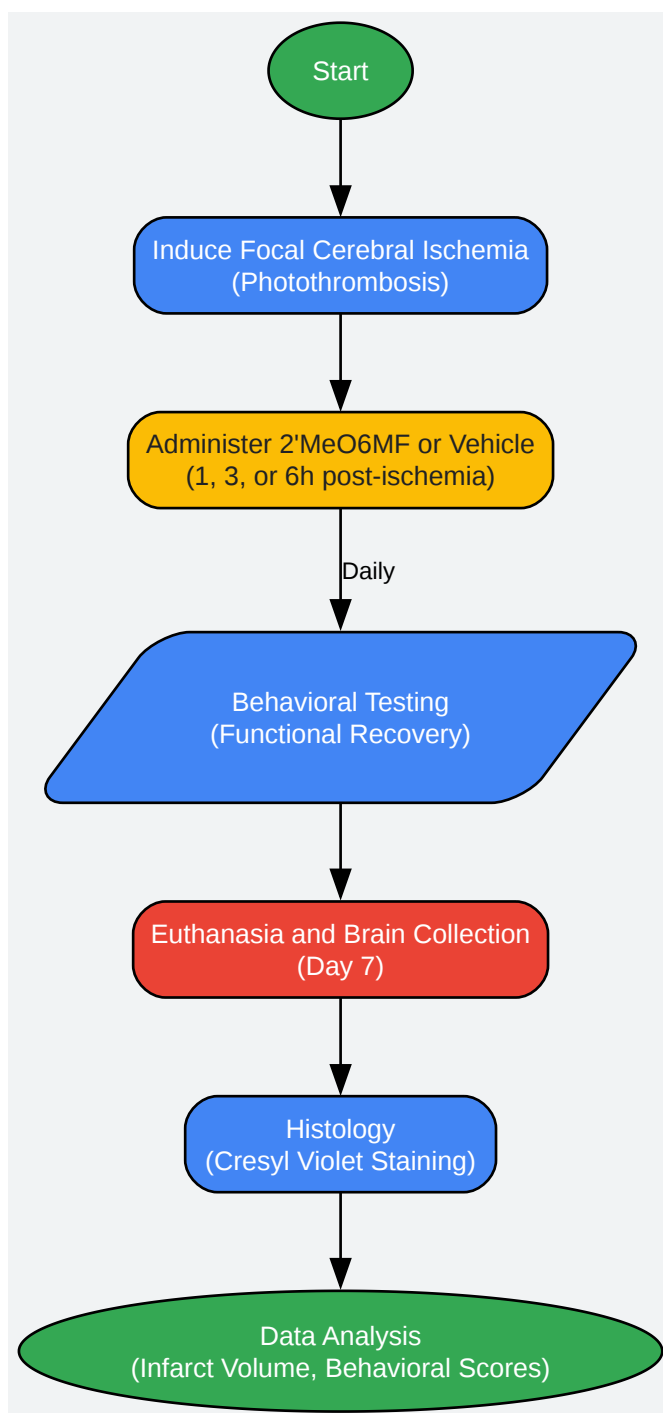 Start
Induce Focal Cerebral Ischemia
(Photothrombosis)
Administer 2'MeO6MF or Vehicle
(1, 3, or 6h post-ischemia)
Daily
Behavioral Testing
(Functional Recovery)
Euthanasia and Brain Collection
(Day 7)
Histology
(Cresyl Violet Staining)
Data Analysis
(Infarct Volume, Behavioral Scores)